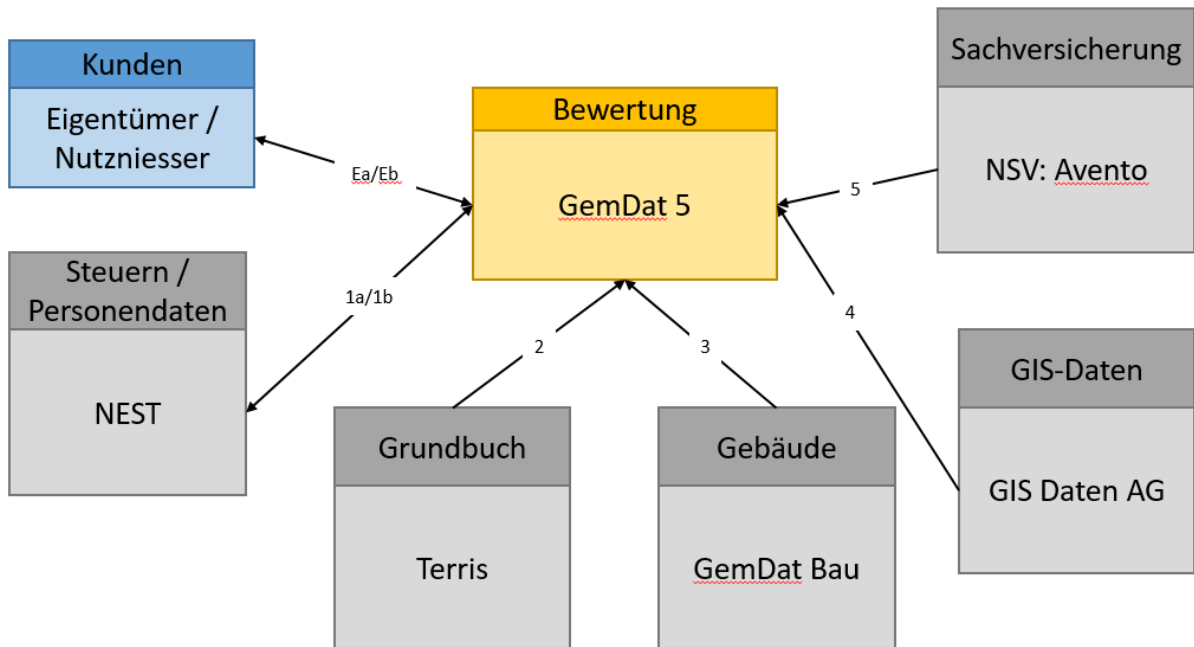 Kunden
Eigentümer /
Nutzniesser
Bewertung
GemDat 5
Sachversicherung
NSV: Avento
Ea/Eb
5
Steuern /
Personendaten
NEST
1a/1b
2
3
4
Grundbuch
Terris
Gebäude
GemDat Bau
GIS-Daten
GIS Daten AG